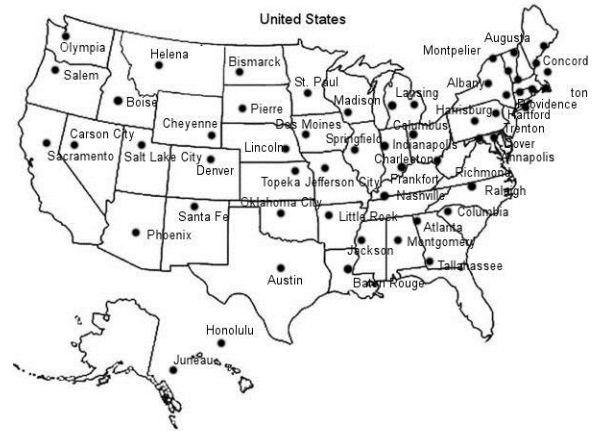 United States
Augusta
Olympia
Helena
Montpelier
Concord
Bismarck
Salem
St. Paul
Lansing
Albany
ton
Boise
Pierre
Madison
Providence
Harrisburg
Hartford
Cheyenne
Des Moines
Columbus
Trenton
Carson City
Lincoln
Springfield
Indianapolis
Dover
Sacramento
Salt Lake City
Charleston
Annapolis
Denver
Topeka
Jefferson City
Frankfort
Richmond
Oklahoma City
Nashville
Raleigh
Santa Fe
Little Rock
Columbia
Phoenix
Atlanta
Jackson
Montgomery
Tallahassee
Austin
Baton Rouge
Honolulu
Juneau